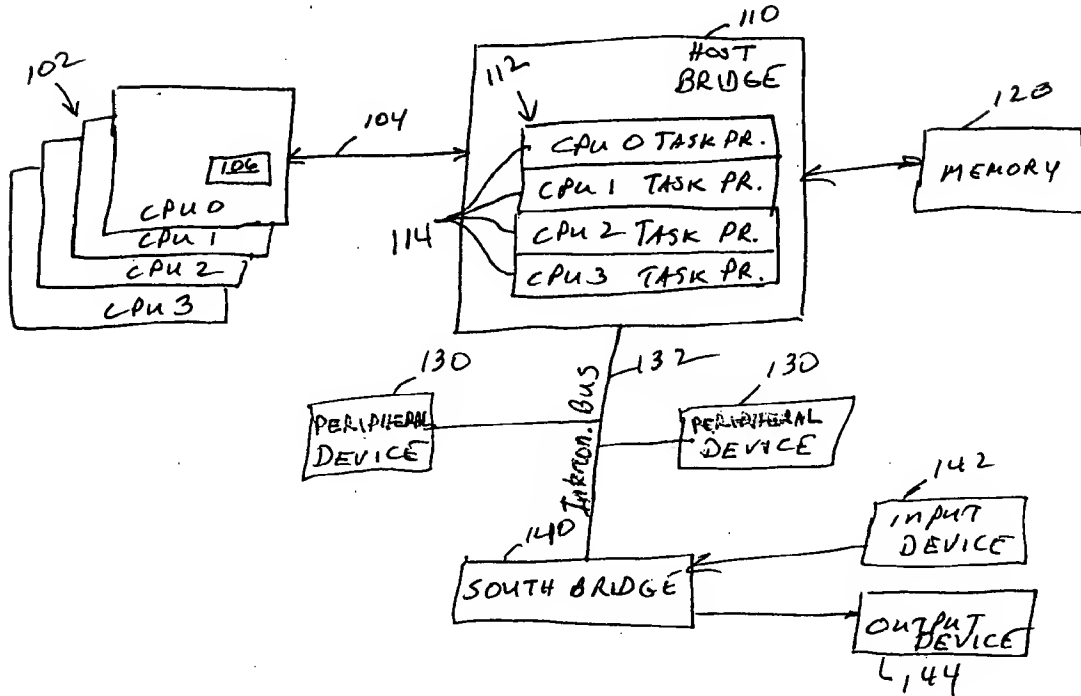 110
HOST
BRIDGE
102
112
104
120
CPU 0 TASK PR.
CPU 1 TASK PR.
CPU 2 TASK PR.
CPU 3 TASK PR.
106
CPU 0
CPU 1
CPU 2
CPU 3
114
MEMORY
132
130
130
PERIPHERAL
DEVICE
Bus
PERIPHERAL
DEVICE
142
INPUT
DEVICE
140
SOUTH BRIDGE
OUTPUT
DEVICE
144